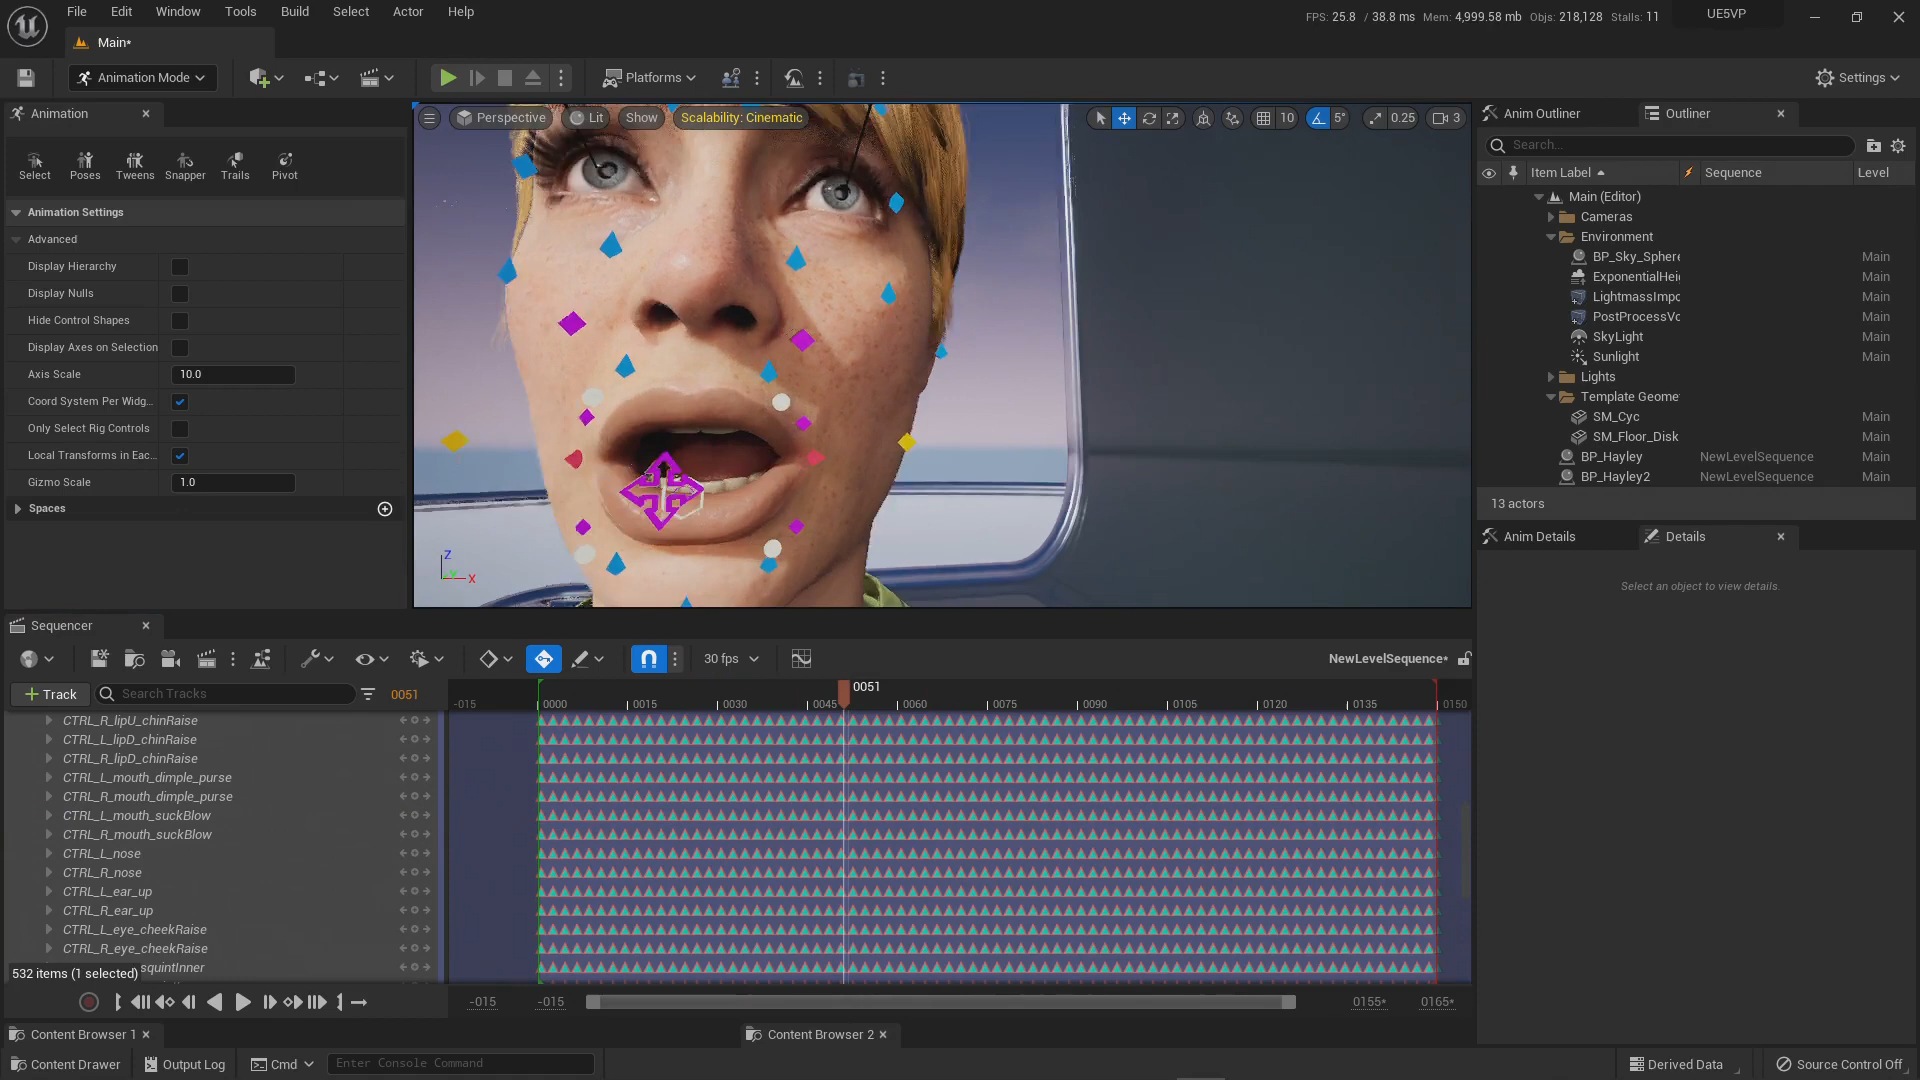 File Edit Window Tools Build Select Actor Help
FPS: 25.8 / 38.8 ms Mem: 4,999.58 mb Objs: 218,128 Stalls: 11
UE5VP
Main*
Animation Mode
Platforms
Settings
Animation
Select Poses Tweens Snapper Trails Pivot
Animation Settings
Advanced
Display Hierarchy
Display Nulls
Hide Control Shapes
Display Axes on Selection
Axis Scale 10.0
Coord System Per Widg...
Only Select Rig Controls
Local Transforms in Eac...
Gizmo Scale 1.0
Spaces
Perspective Lit Show Scalability: Cinematic
10 5° 0.25 3
Z
X
Anim Outliner Outliner
Search...
Item Label Sequence Level
Main (Editor)
Cameras
Environment
BP_Sky_Sphere Main
ExponentialHei Main
LightmassImpo Main
PostProcessVo Main
SkyLight Main
Sunlight Main
Lights
Template Geome
SM_Cyc Main
SM_Floor_Disk Main
BP_Hayley NewLevelSequence Main
BP_Hayley2 NewLevelSequence Main
13 actors
Anim Details Details
Select an object to view details.
Sequencer
30 fps
NewLevelSequence*
Track
Search Tracks
0051
0051
-015 0000 0015 0030 0045 0060 0075 0090 0105 0120 0135 0150
CTRL_R_lipU_chinRaise
CTRL_L_lipD_chinRaise
CTRL_R_lipD_chinRaise
CTRL_L_mouth_dimple_purse
CTRL_R_mouth_dimple_purse
CTRL_L_mouth_suckBlow
CTRL_R_mouth_suckBlow
CTRL_L_nose
CTRL_R_nose
CTRL_L_ear_up
CTRL_R_ear_up
CTRL_L_eye_cheekRaise
CTRL_R_eye_cheekRaise
squintInner
532 items (1 selected)
-015 -015 0155* 0165*
Content Browser 1
Content Browser 2
Content Drawer Output Log Cmd Enter Console Command
Derived Data Source Control Off